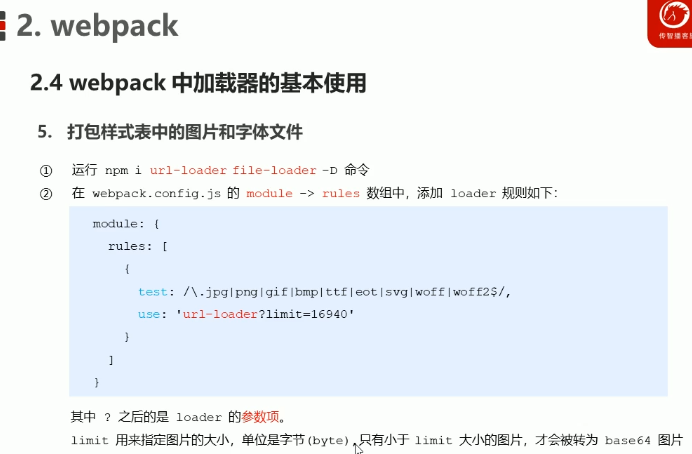 2. webpack
传智播客
2.4 webpack 中加载器的基本使用
5. 打包样式表中的图片和字体文件
① 运行 npm i url-loader file-loader -D 命令
② 在 webpack.config.js 的 module -> rules 数组中，添加 loader 规则如下：
module: {
rules: [
{
test: /\.jpg|png|gif|bmp|ttf|eot|svg|woff|woff2$/,
use: 'url-loader?limit=16940'
}
]
}
其中 ? 之后的是 loader 的参数项。
limit 用来指定图片的大小，单位是字节(byte),只有小于 limit 大小的图片，才会被转为 base64 图片